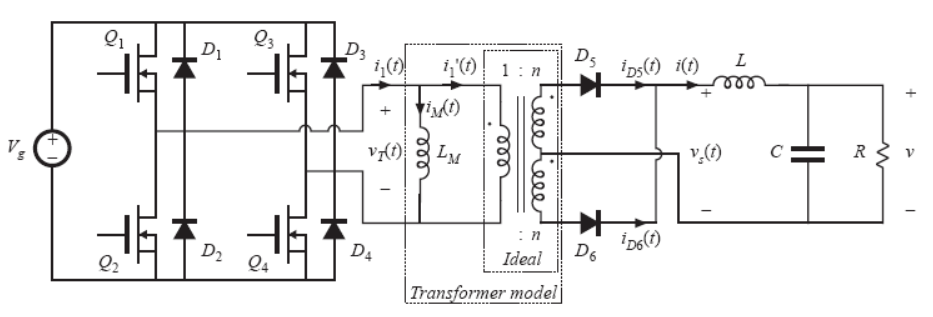 Q1
D1
Q3
D3
i1(t)
i1'(t)
1 : n
D5
iD5(t)
i(t)
L
+
+
+
iM(t)
Vg
+
−
vT(t)
LM
vs(t)
C
R
v
−
−
−
Q2
D2
Q4
D4
: n
Ideal
D6
iD6(t)
Transformer model